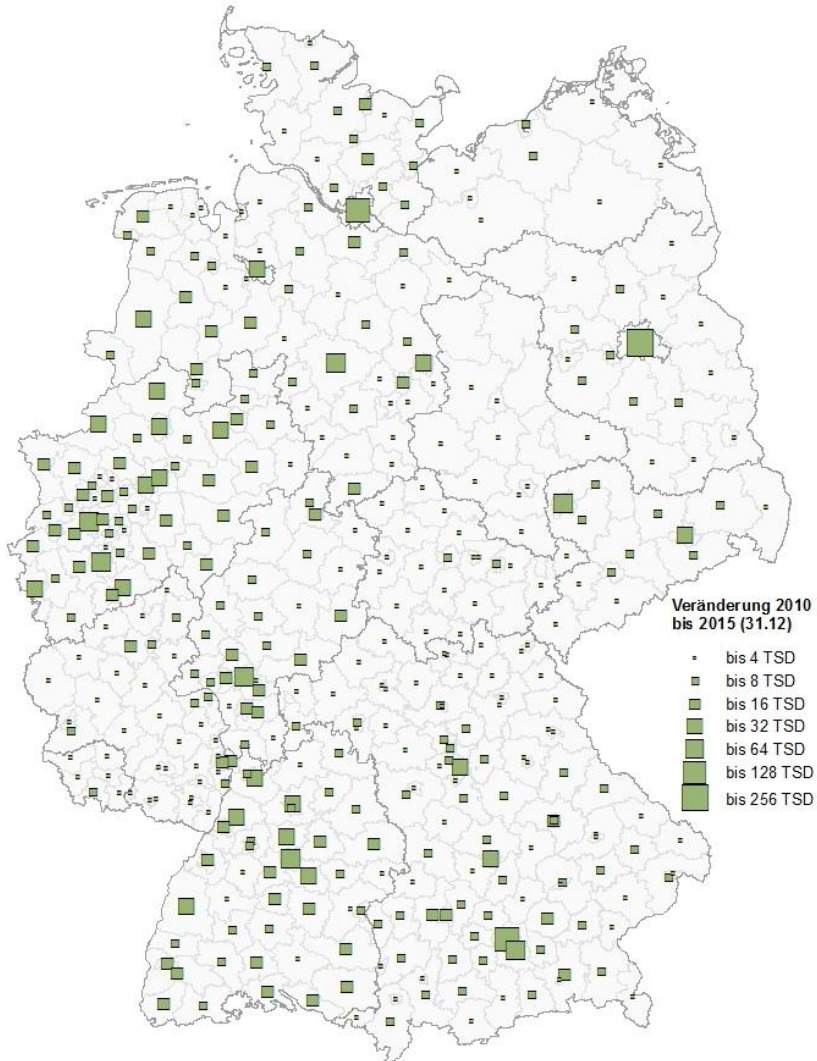 Veränderung 2010
bis 2015 (31.12)
bis 4 TSD
bis 8 TSD
bis 16 TSD
bis 32 TSD
bis 64 TSD
bis 128 TSD
bis 256 TSD